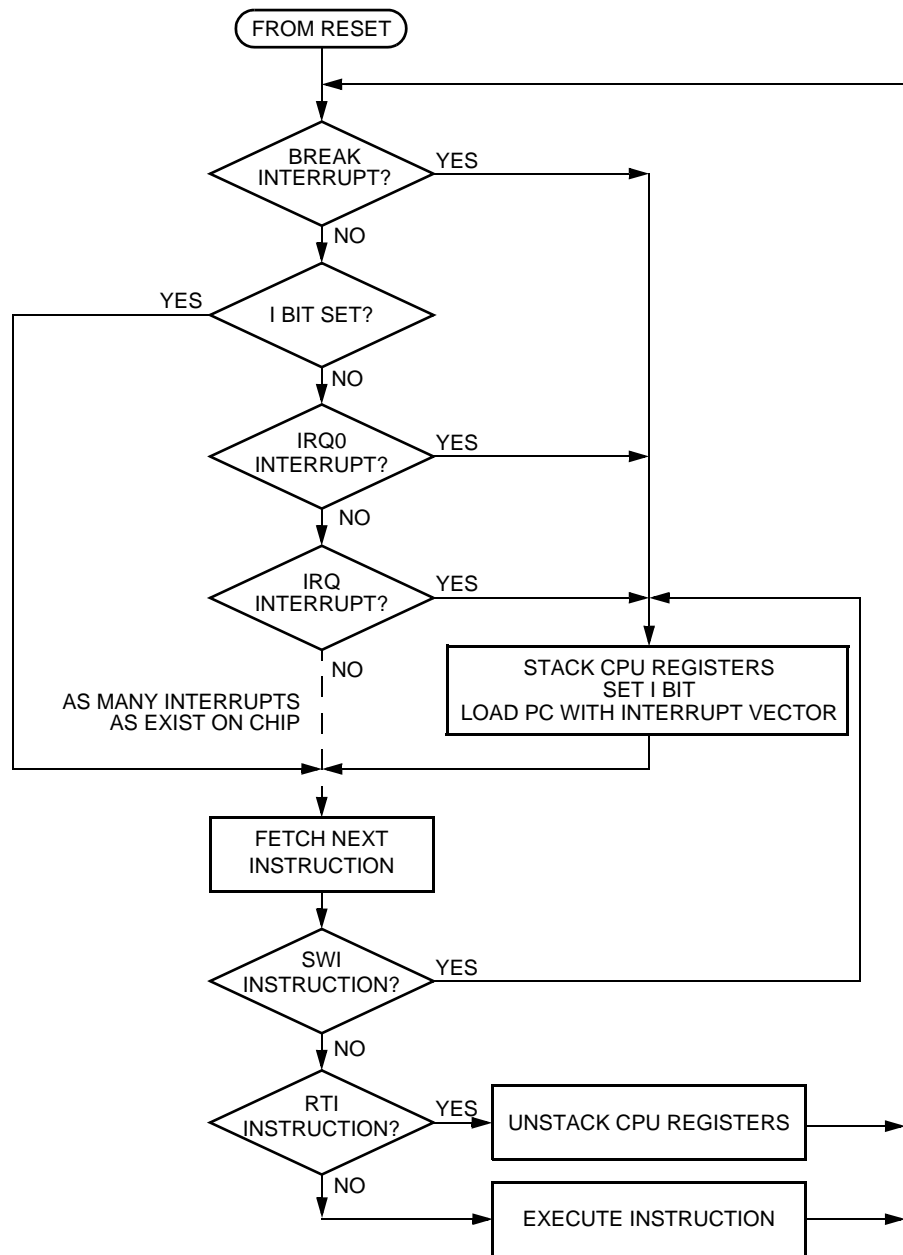 FROM RESET
BREAK
INTERRUPT?
YES
NO
YES
I BIT SET?
NO
IRQ0
INTERRUPT?
YES
NO
IRQ
INTERRUPT?
YES
NO
AS MANY INTERRUPTS
AS EXIST ON CHIP
STACK CPU REGISTERS
SET I BIT
LOAD PC WITH INTERRUPT VECTOR
FETCH NEXT
INSTRUCTION
SWI
INSTRUCTION?
YES
NO
RTI
INSTRUCTION?
YES
UNSTACK CPU REGISTERS
NO
EXECUTE INSTRUCTION